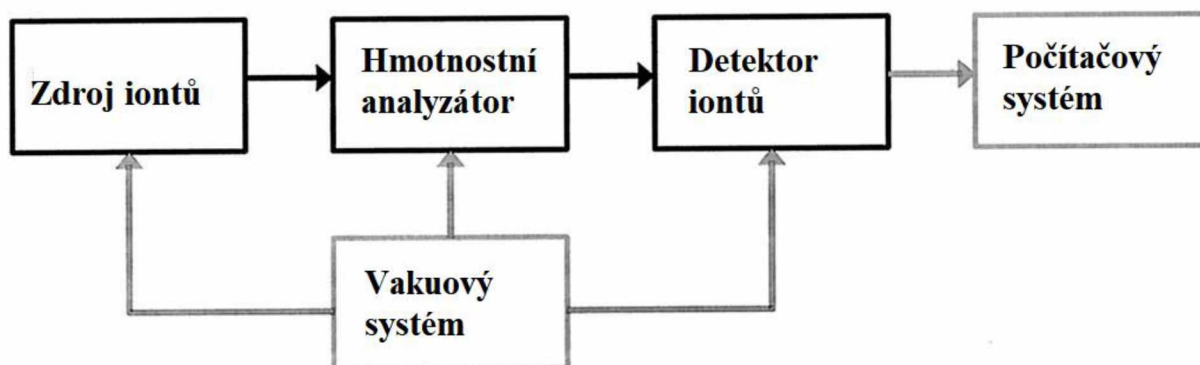 Zdroj iontů
Hmotnostní
analyzátor
Detektor
iontů
Počítačový
systém
Vakuový
systém